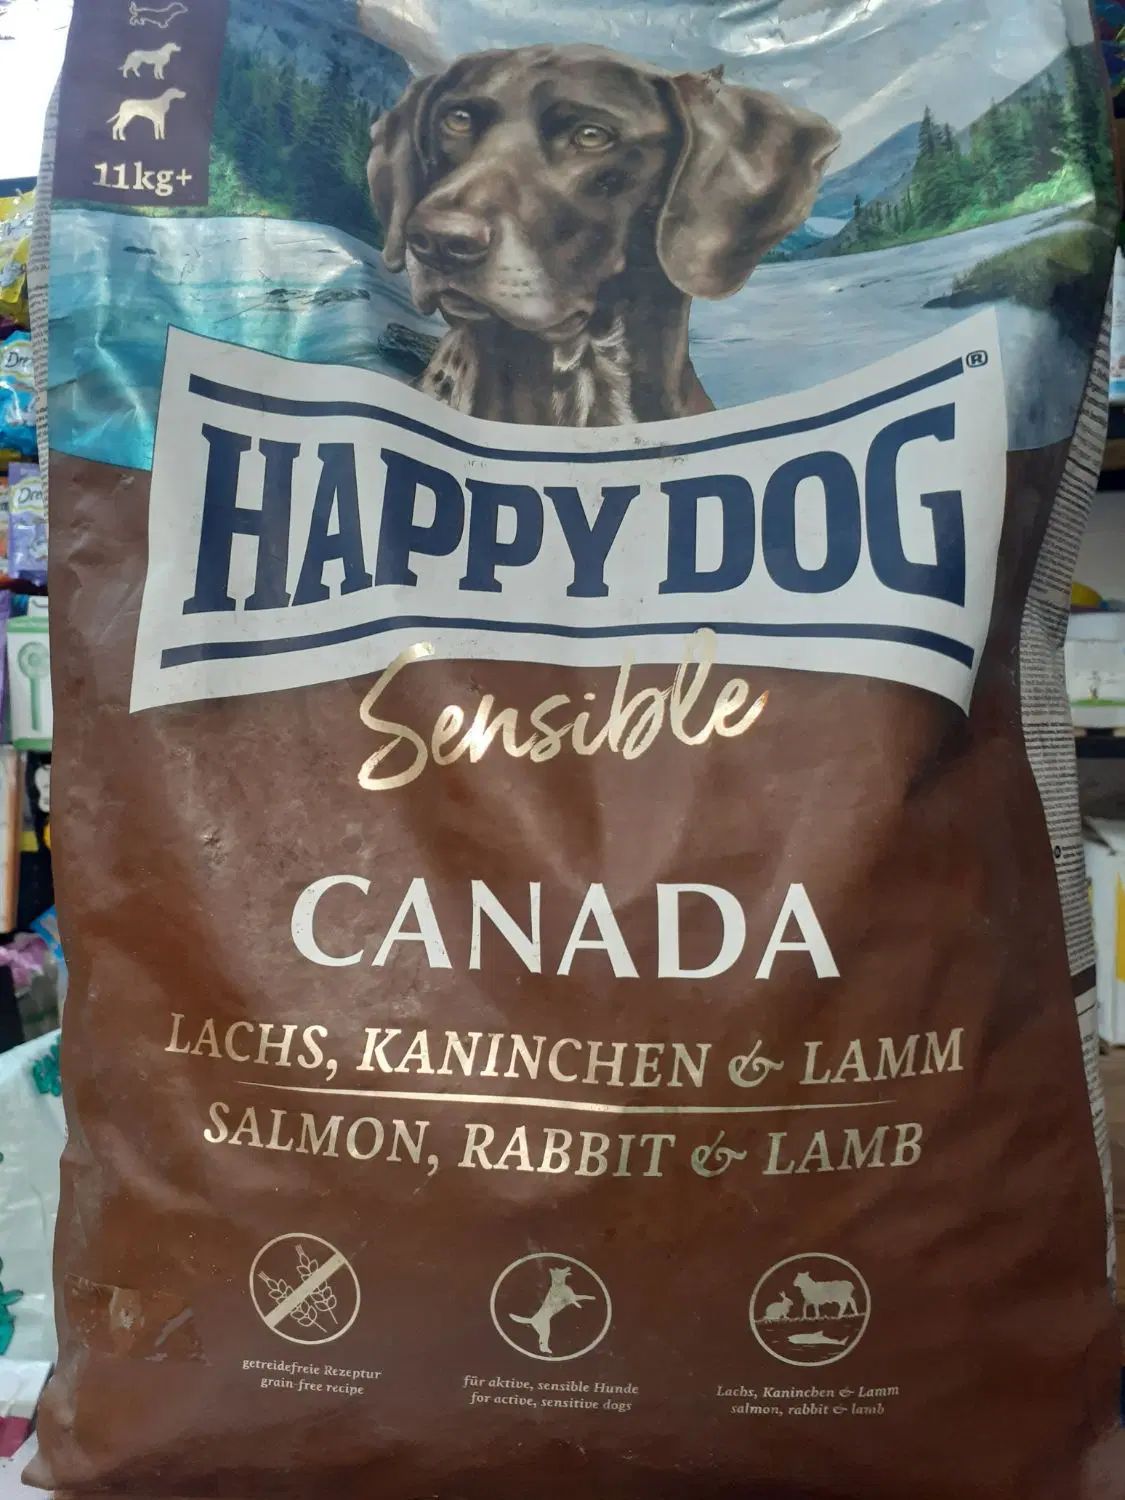 11kg+
HAPPY DOG®
Sensible
CANADA
LACHS, KANINCHEN & LAMM
SALMON, RABBIT & LAMB
getreidefreie Rezeptur
grain-free recipe
für aktive, sensible Hunde
for active, sensitive dogs
Lachs, Kaninchen & Lamm
salmon, rabbit & lamb